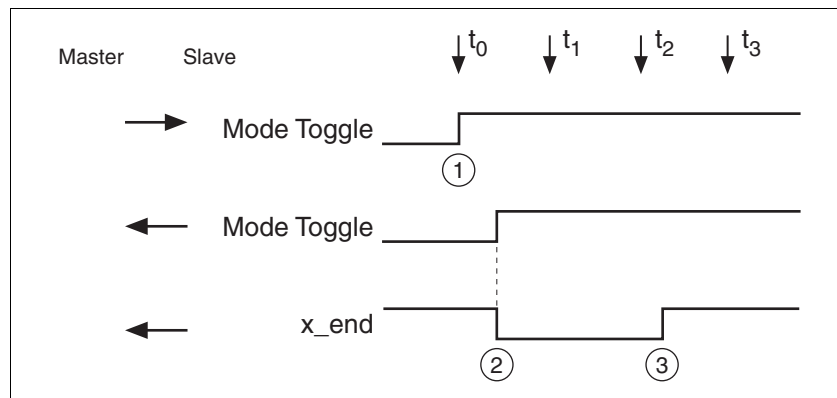 t0 t1 t2 t3
Master Slave
Mode Toggle
1
Mode Toggle
x_end
2 3